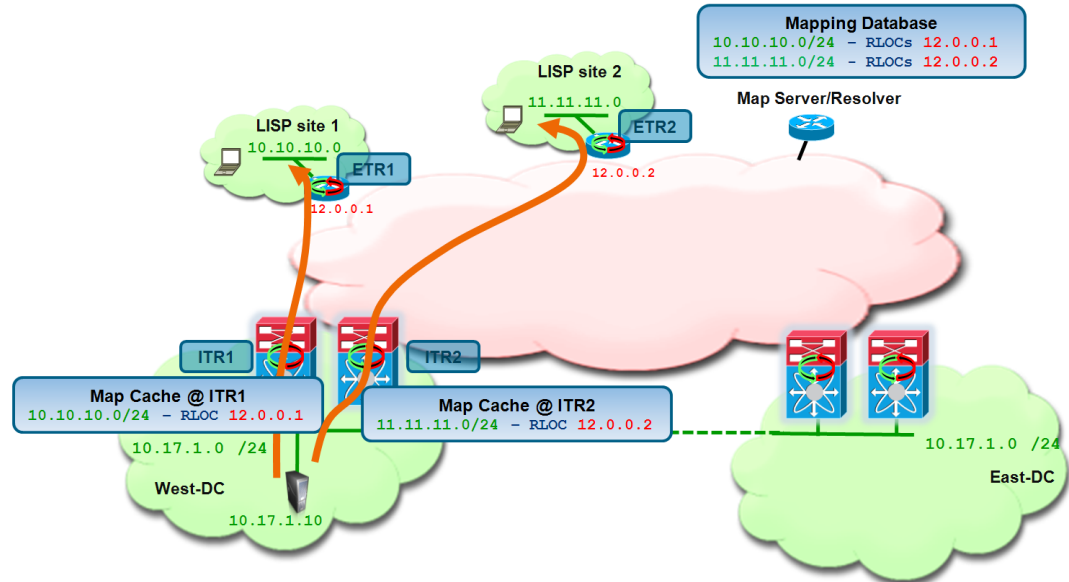 Mapping Database
10.10.10.0/24 – RLOCs 12.0.0.1
11.11.11.0/24 – RLOCs 12.0.0.2
Map Server/Resolver
LISP site 2
11.11.11.0
ETR2
12.0.0.2
LISP site 1
10.10.10.0
ETR1
12.0.0.1
ITR1
ITR2
Map Cache @ ITR1
10.10.10.0/24 – RLOC 12.0.0.1
Map Cache @ ITR2
11.11.11.0/24 – RLOC 12.0.0.2
10.17.1.0 /24
West-DC
10.17.1.10
10.17.1.0 /24
East-DC